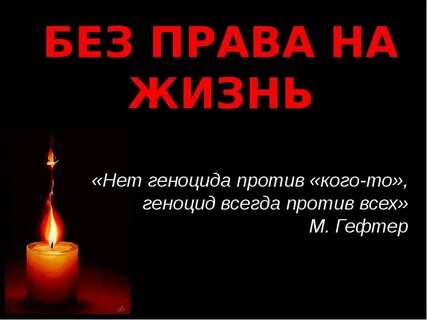 БЕЗ ПРАВА НА
ЖИЗНЬ
«Нет геноцида против «кого-то»,
геноцид всегда против всех»
М. Гефтер